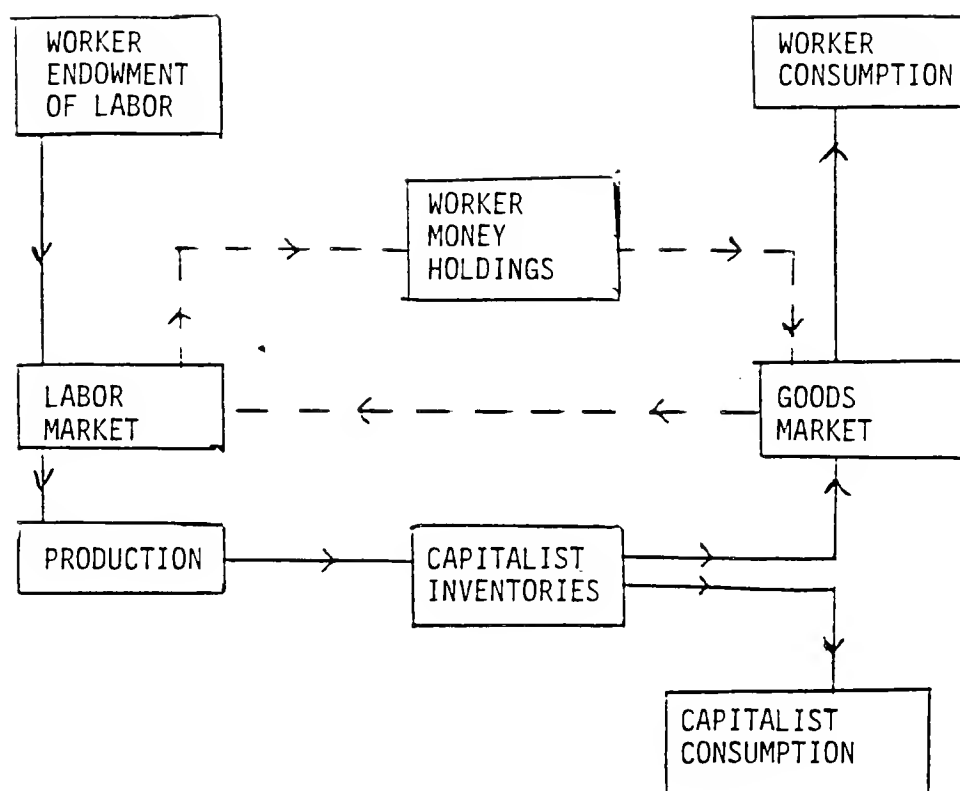 WORKER
ENDOWMENT
OF LABOR
WORKER
CONSUMPTION
WORKER
MONEY
HOLDINGS
LABOR
MARKET
GOODS
MARKET
PRODUCTION
CAPITALIST
INVENTORIES
CAPITALIST
CONSUMPTION